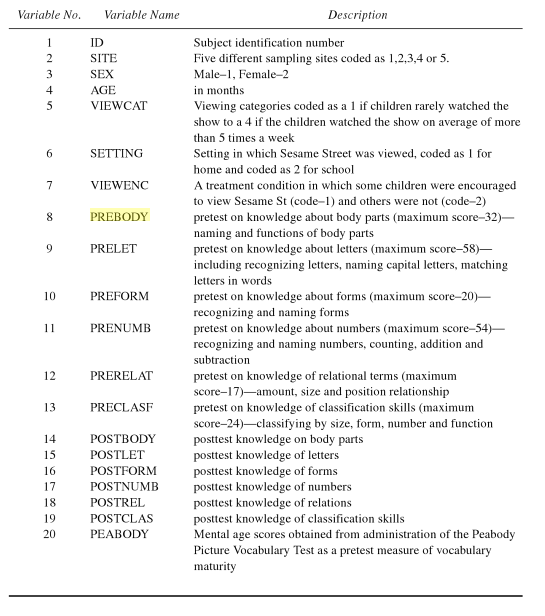 Variable No. Variable Name Description
1 ID Subject identification number
2 SITE Five different sampling sites coded as 1,2,3,4 or 5.
3 SEX Male–1, Female–2
4 AGE in months
5 VIEWCAT Viewing categories coded as a 1 if children rarely watched the
show to a 4 if the children watched the show on average of more
than 5 times a week
6 SETTING Setting in which Sesame Street was viewed, coded as 1 for
home and coded as 2 for school
7 VIEWENC A treatment condition in which some children were encouraged
to view Sesame St (code–1) and others were not (code–2)
8 PREBODY pretest on knowledge about body parts (maximum score–32)—
naming and functions of body parts
9 PRELET pretest on knowledge about letters (maximum score–58)—
including recognizing letters, naming capital letters, matching
letters in words
10 PREFORM pretest on knowledge about forms (maximum score–20)—
recognizing and naming forms
11 PRENUMB pretest on knowledge about numbers (maximum score–54)—
recognizing and naming numbers, counting, addition and
subtraction
12 PRERELAT pretest on knowledge of relational terms (maximum
score–17)—amount, size and position relationship
13 PRECLASF pretest on knowledge of classification skills (maximum
score–24)—classifying by size, form, number and function
14 POSTBODY posttest knowledge on body parts
15 POSTLET posttest knowledge of letters
16 POSTFORM posttest knowledge of forms
17 POSTNUMB posttest knowledge of numbers
18 POSTREL posttest knowledge of relations
19 POSTCLAS posttest knowledge of classification skills
20 PEABODY Mental age scores obtained from administration of the Peabody
Picture Vocabulary Test as a pretest measure of vocabulary
maturity